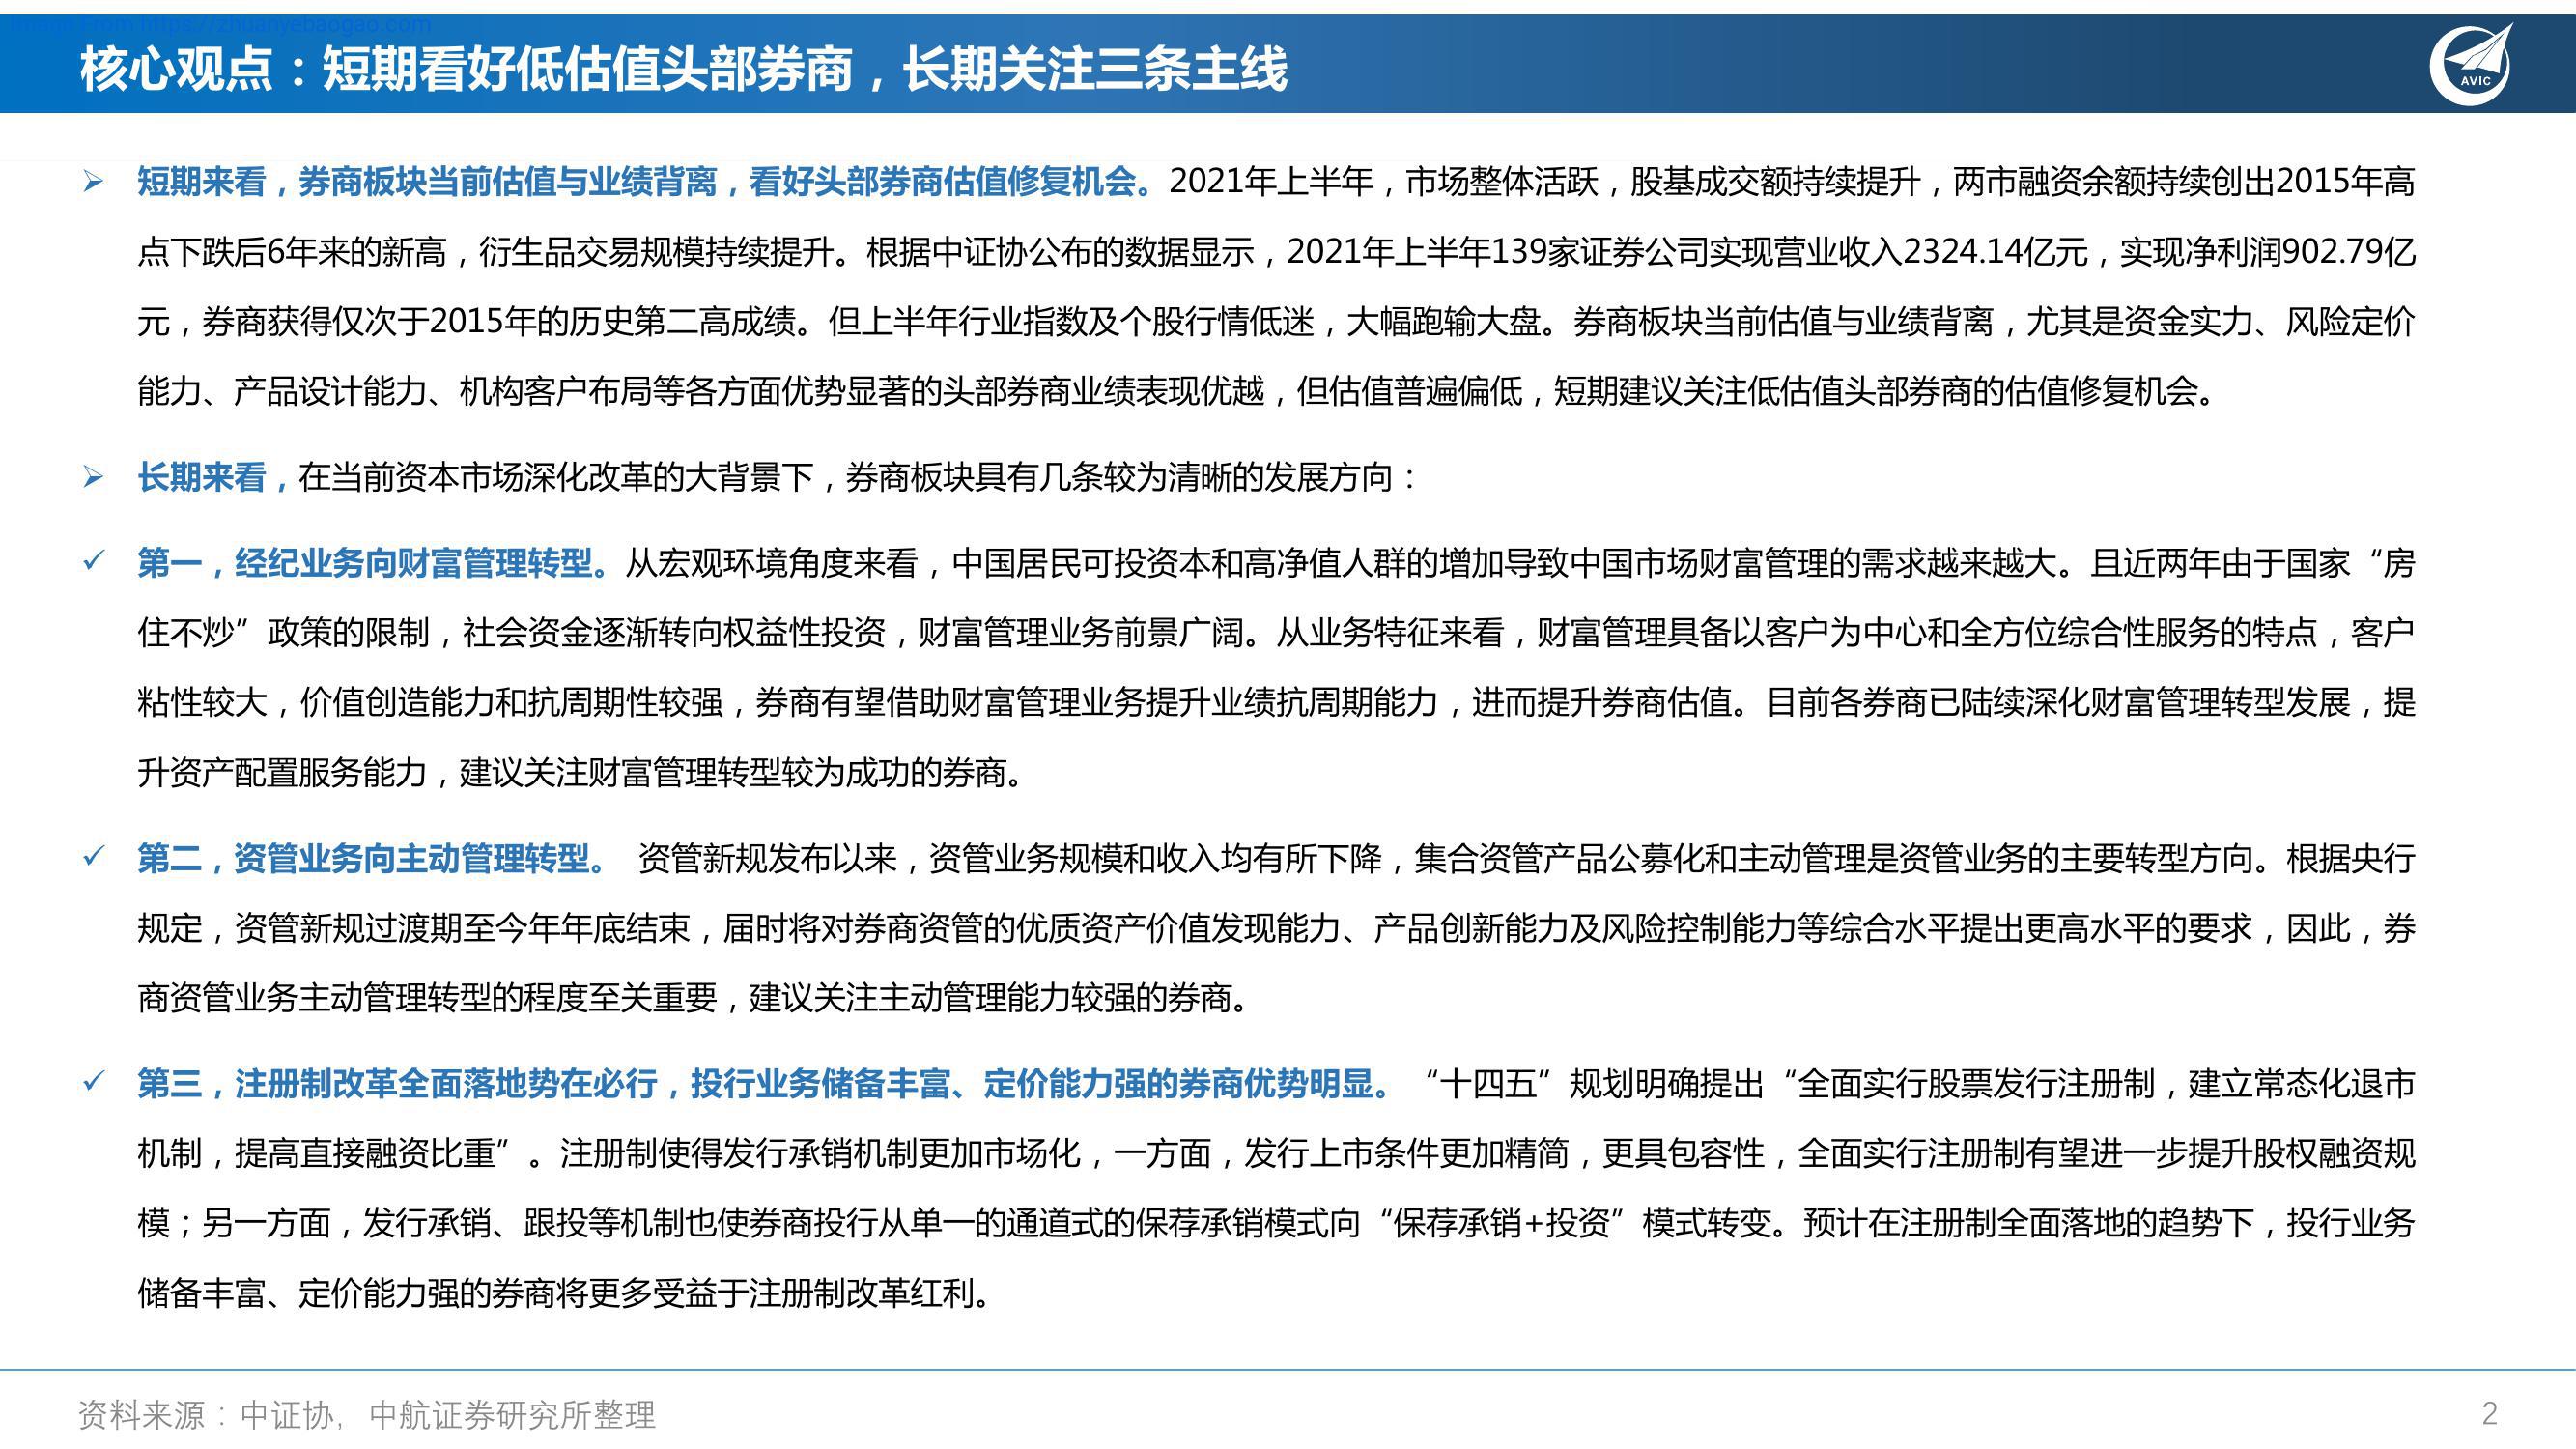 Image From https://zhuanyebaogao.com
核心观点：短期看好低估值头部券商，长期关注三条主线
AVIC
短期来看，券商板块当前估值与业绩背离，看好头部券商估值修复机会。2021年上半年，市场整体活跃，股基成交额持续提升，两市融资余额持续创出2015年高
点下跌后6年来的新高，衍生品交易规模持续提升。根据中证协公布的数据显示，2021年上半年139家证券公司实现营业收入2324.14亿元，实现净利润902.79亿
元，券商获得仅次于2015年的历史第二高成绩。但上半年行业指数及个股行情低迷，大幅跑输大盘。券商板块当前估值与业绩背离，尤其是资金实力、风险定价
能力、产品设计能力、机构客户布局等各方面优势显著的头部券商业绩表现优越，但估值普遍偏低，短期建议关注低估值头部券商的估值修复机会。
长期来看，在当前资本市场深化改革的大背景下，券商板块具有几条较为清晰的发展方向：
第一，经纪业务向财富管理转型。从宏观环境角度来看，中国居民可投资本和高净值人群的增加导致中国市场财富管理的需求越来越大。且近两年由于国家“房
住不炒”政策的限制，社会资金逐渐转向权益性投资，财富管理业务前景广阔。从业务特征来看，财富管理具备以客户为中心和全方位综合性服务的特点，客户
粘性较大，价值创造能力和抗周期性较强，券商有望借助财富管理业务提升业绩抗周期能力，进而提升券商估值。目前各券商已陆续深化财富管理转型发展，提
升资产配置服务能力，建议关注财富管理转型较为成功的券商。
第二，资管业务向主动管理转型。 资管新规发布以来，资管业务规模和收入均有所下降，集合资管产品公募化和主动管理是资管业务的主要转型方向。根据央行
规定，资管新规过渡期至今年年底结束，届时将对券商资管的优质资产价值发现能力、产品创新能力及风险控制能力等综合水平提出更高水平的要求，因此，券
商资管业务主动管理转型的程度至关重要，建议关注主动管理能力较强的券商。
第三，注册制改革全面落地势在必行，投行业务储备丰富、定价能力强的券商优势明显。“十四五”规划明确提出“全面实行股票发行注册制，建立常态化退市
机制，提高直接融资比重”。注册制使得发行承销机制更加市场化，一方面，发行上市条件更加精简，更具包容性，全面实行注册制有望进一步提升股权融资规
模；另一方面，发行承销、跟投等机制也使券商投行从单一的通道式的保荐承销模式向“保荐承销+投资”模式转变。预计在注册制全面落地的趋势下，投行业务
储备丰富、定价能力强的券商将更多受益于注册制改革红利。
资料来源：中证协，中航证券研究所整理
2